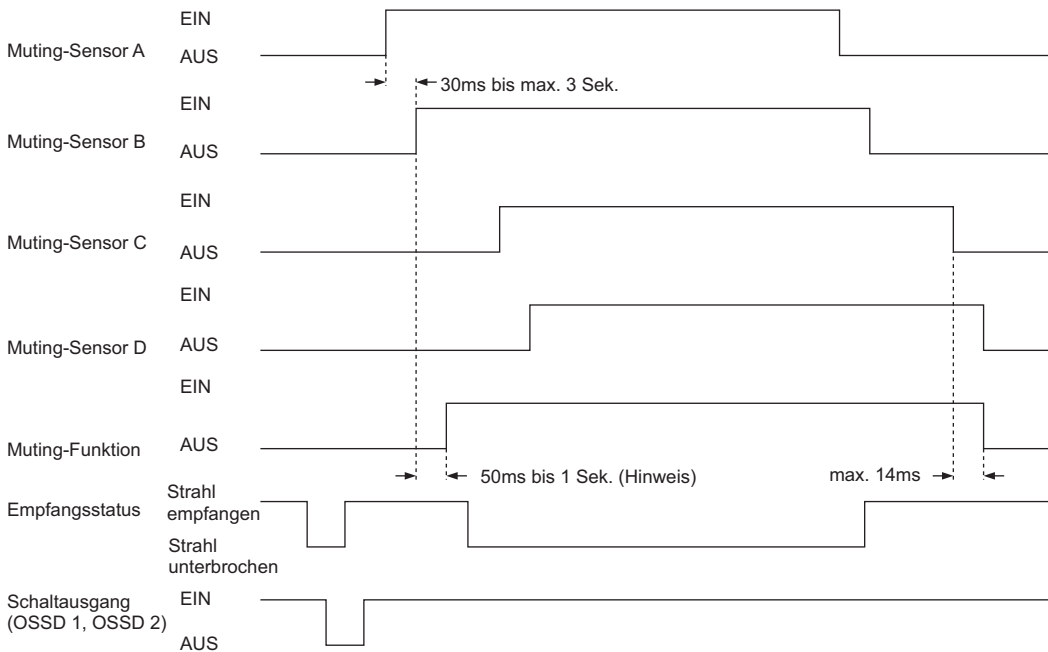 EIN
Muting-Sensor A
AUS
30ms bis max. 3 Sek.
EIN
Muting-Sensor B
AUS
EIN
Muting-Sensor C
AUS
EIN
Muting-Sensor D
AUS
EIN
Muting-Funktion
AUS
50ms bis 1 Sek. (Hinweis)
max. 14ms
Empfangsstatus
Strahl
empfangen
Strahl
unterbrochen
Schaltausgang
(OSSD 1, OSSD 2)
EIN
AUS